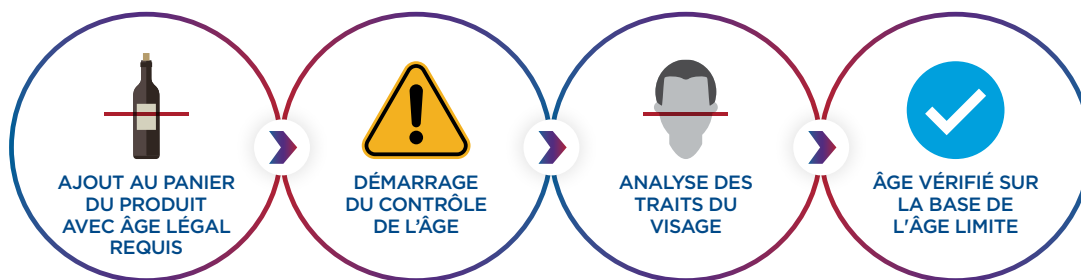 AJOUT AU PANIER
DU PRODUIT
AVEC ÂGE LÉGAL
REQUIS
DÉMARRAGE
DU CONTRÔLE
DE L’ÂGE
ANALYSE DES
TRAITS DU
VISAGE
ÂGE VÉRIFIÉ SUR
LA BASE DE
L'ÂGE LIMITE